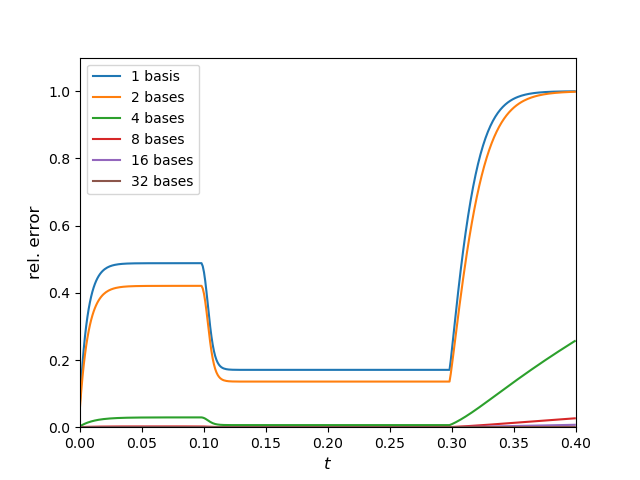 1 basis
2 bases
4 bases
8 bases
16 bases
32 bases
rel. error
1.0
0.8
0.6
0.4
0.2
0.0
0.00 0.05 0.10 0.15 0.20 0.25 0.30 0.35 0.40
t